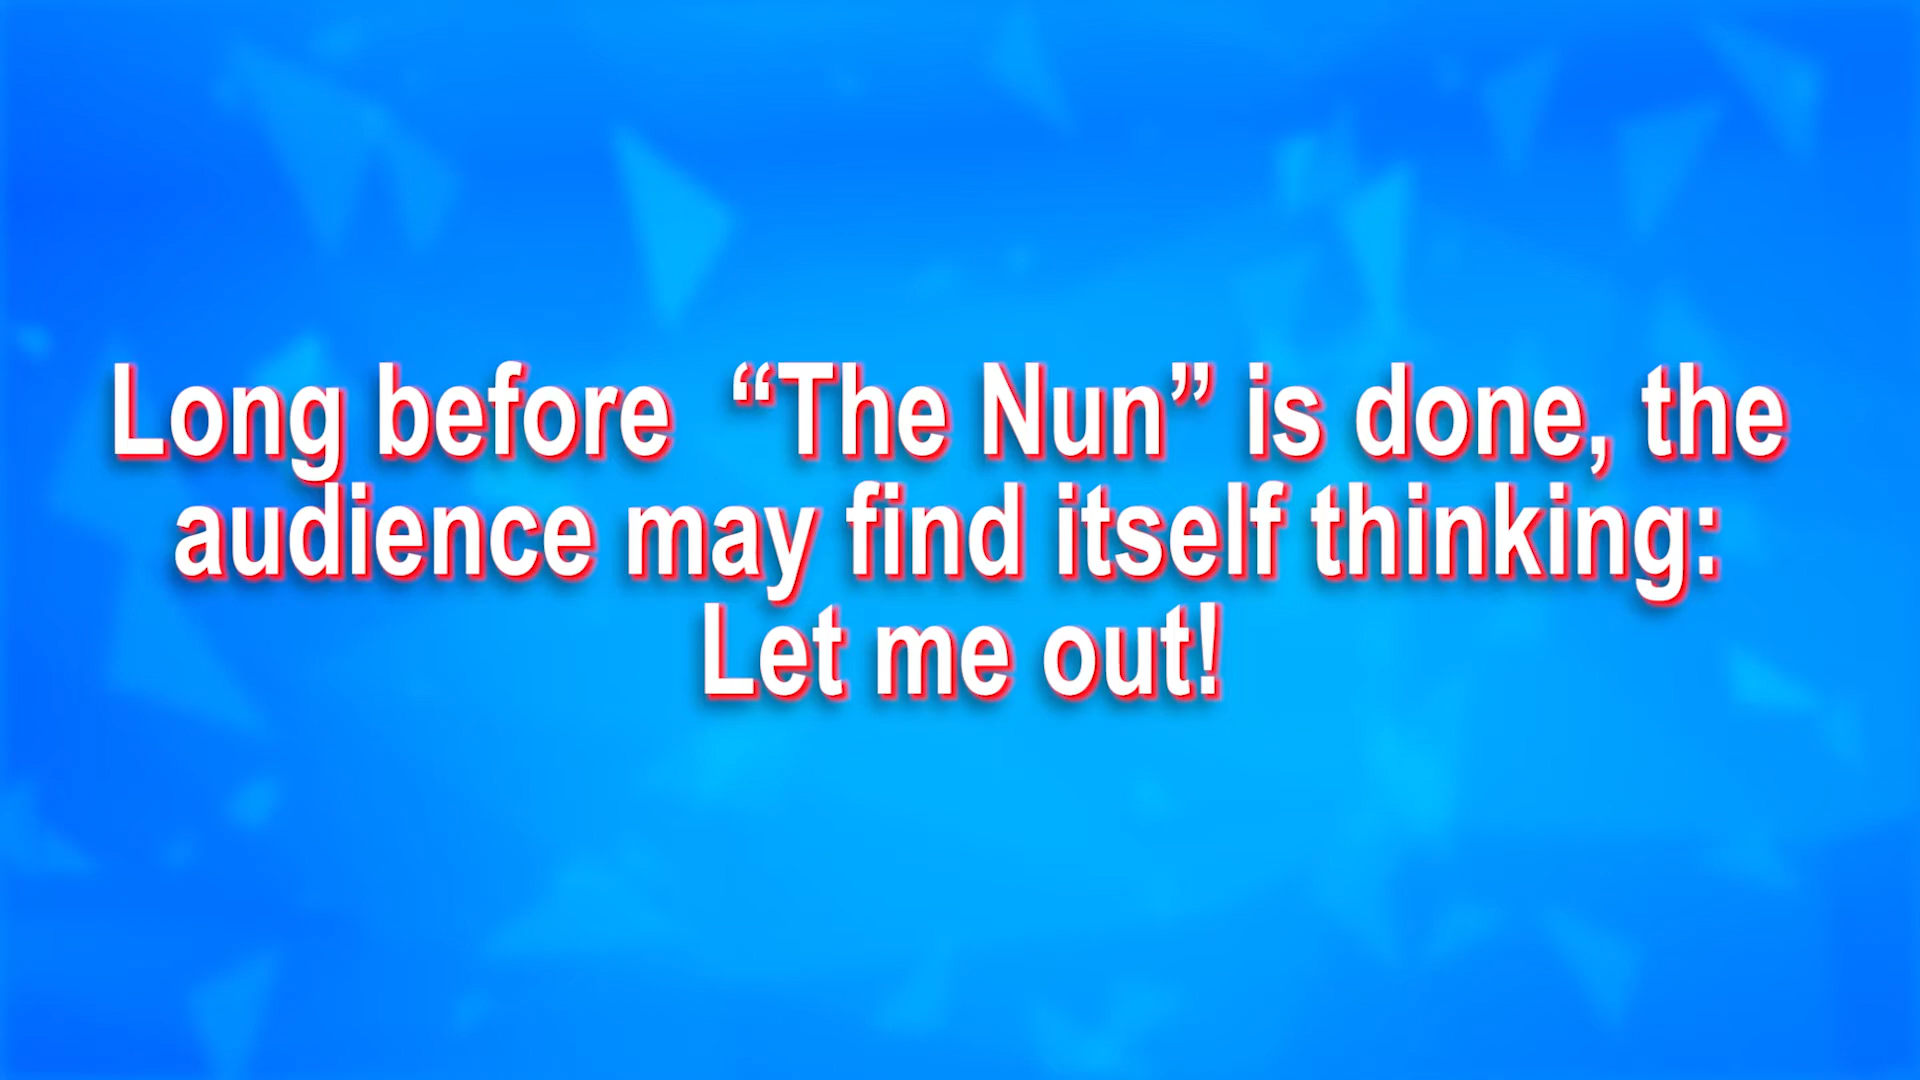 Long before  “The Nun” is done, the
audience may find itself thinking:
Let me out!